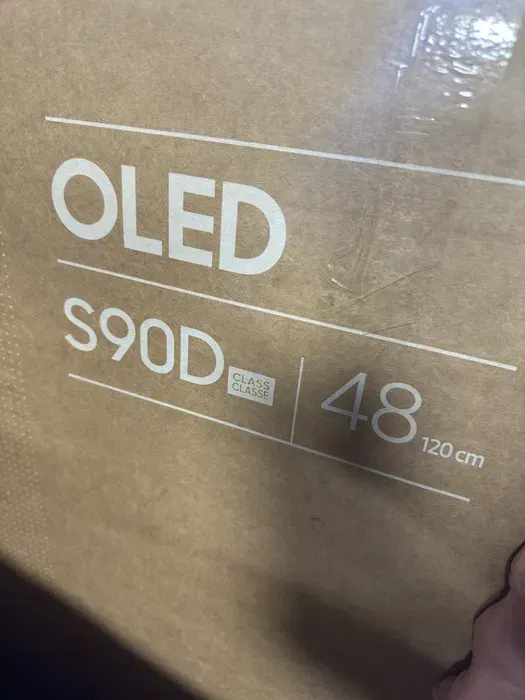 OLED
S90D CLASS
CLASSE
48 120 cm